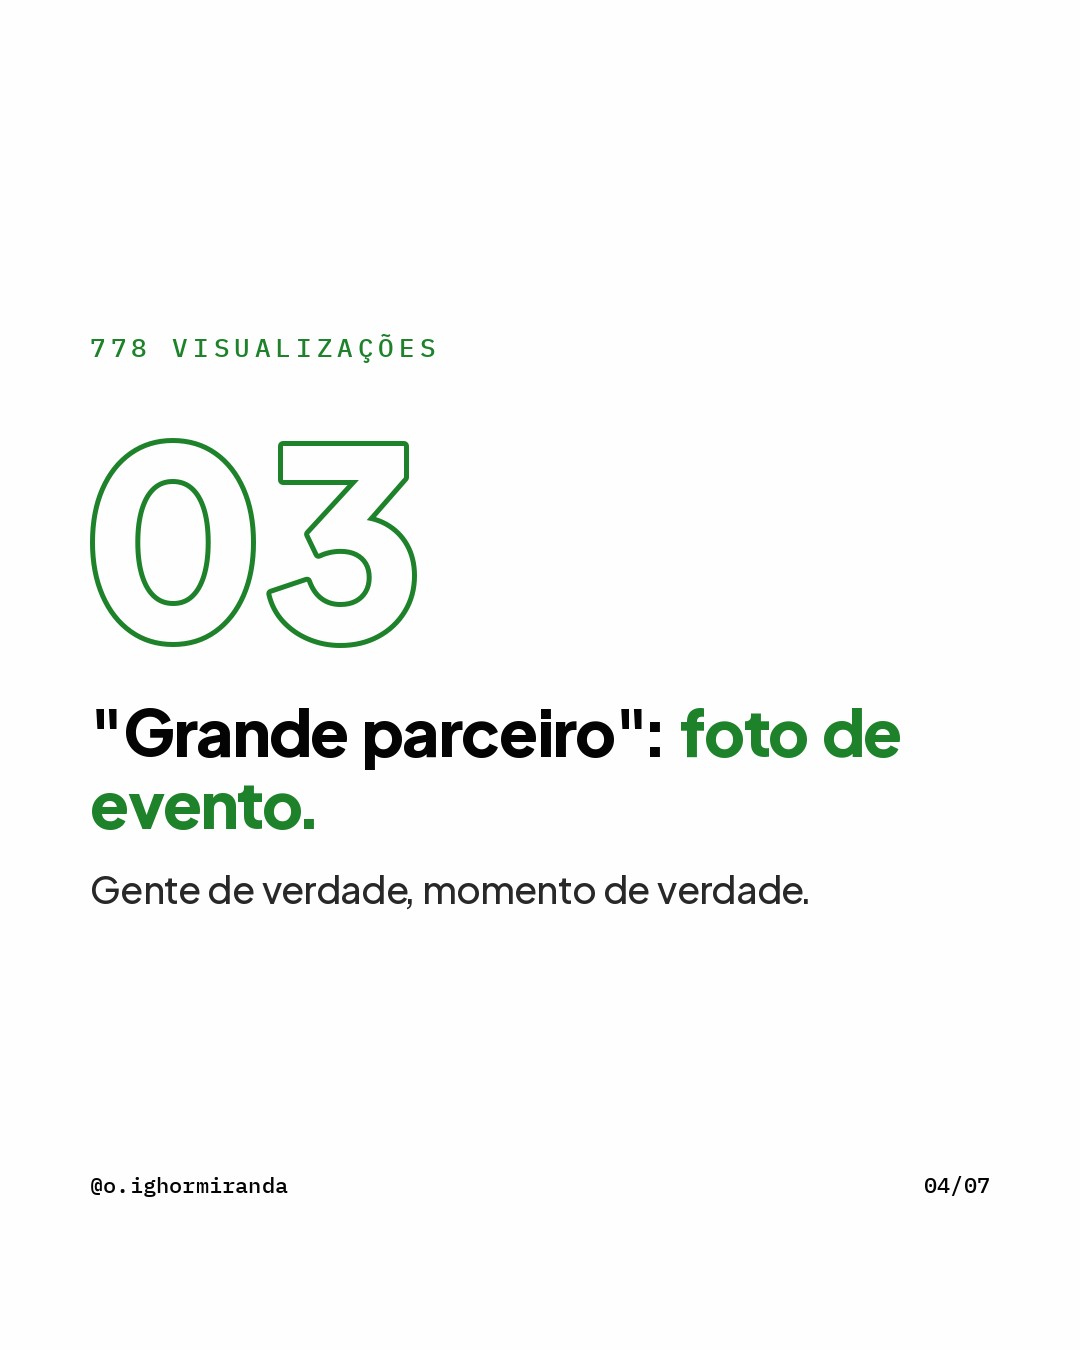 778 VISUALIZAÇÕES
03
"Grande parceiro": foto de
evento.
Gente de verdade, momento de verdade.
@o.ighormiranda
04/07